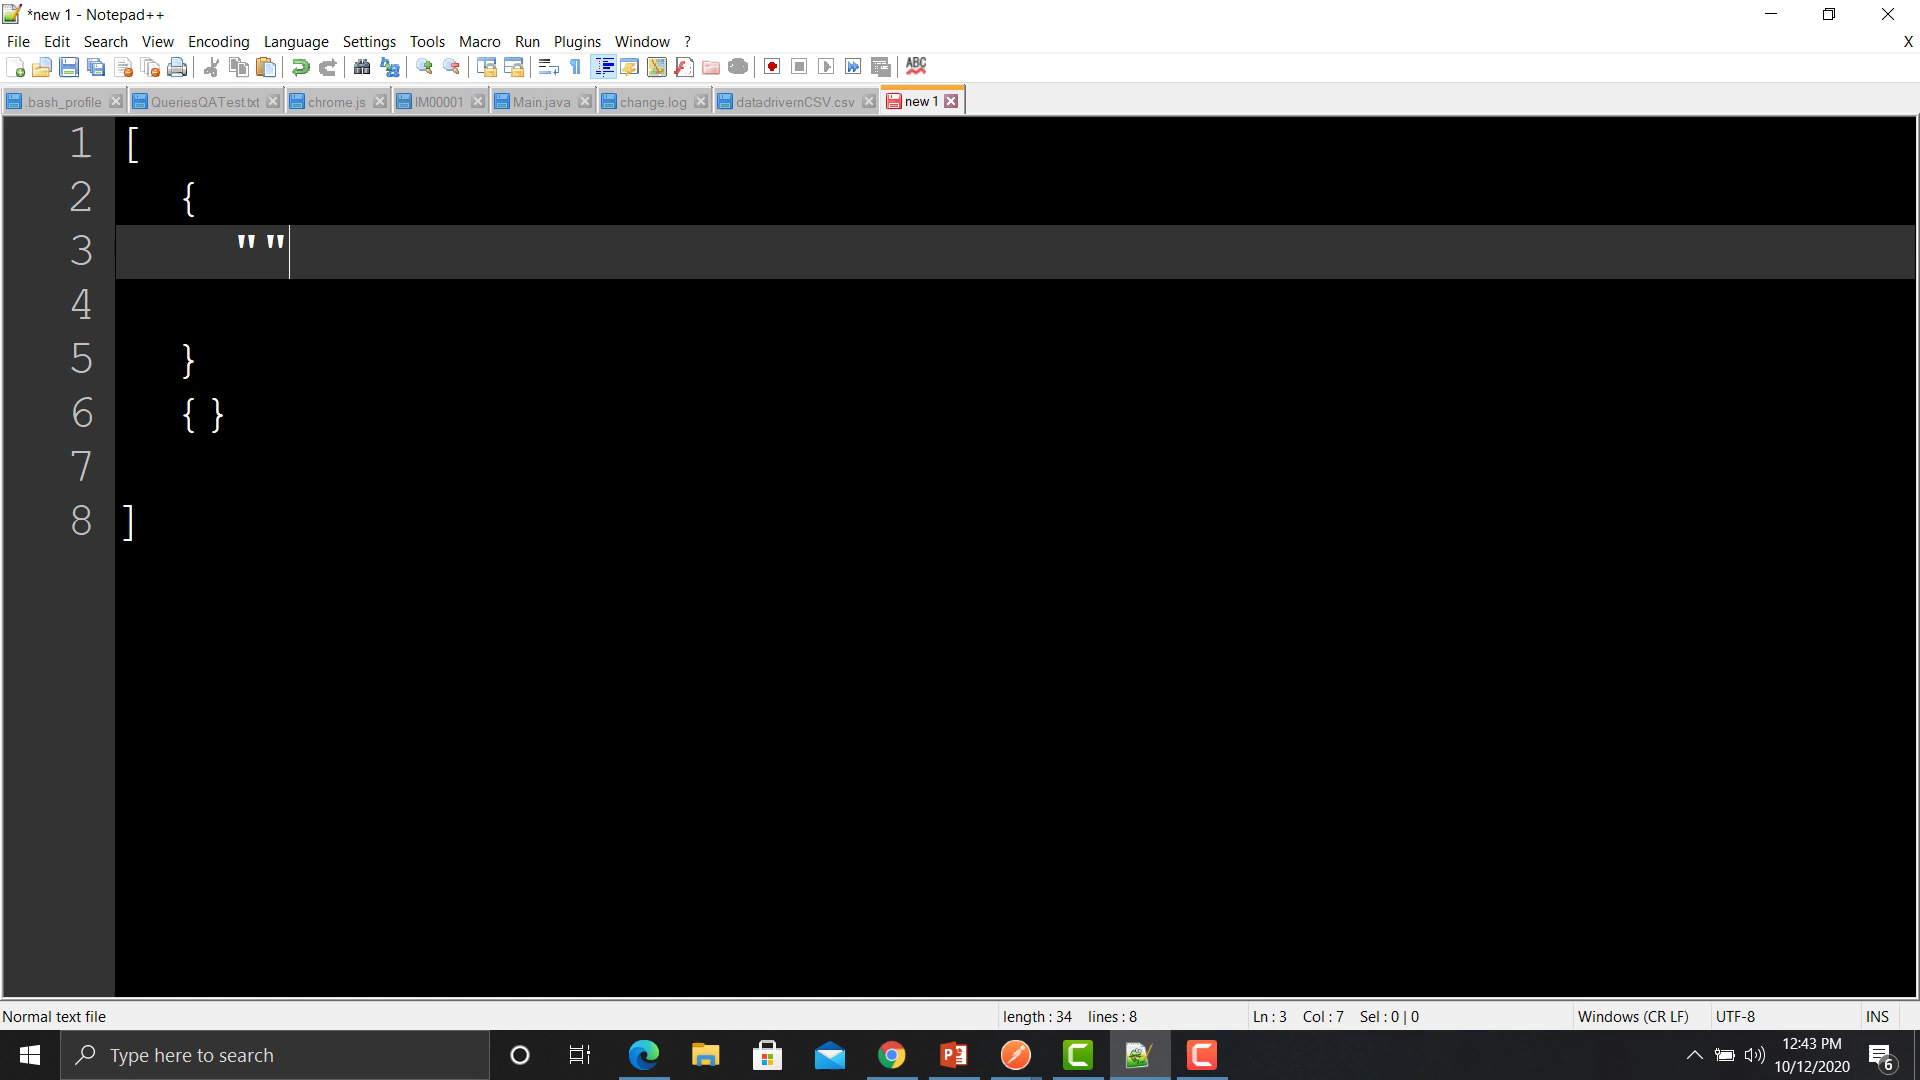 *new 1 - Notepad++
File Edit Search View Encoding Language Settings Tools Macro Run Plugins Window ? X
ABC
.bash_profile QueriesQATest.txt chrome.js IM00001 Main.java change.log datadrivernCSV.csv new 1
1 [
2 {
3 ""
4
5 }
6 {}
7
8 ]
Normal text file length : 34 lines : 8 Ln : 3 Col : 7 Sel : 0 | 0 Windows (CR LF) UTF-8 INS
Type here to search
12:43 PM
10/12/2020
6